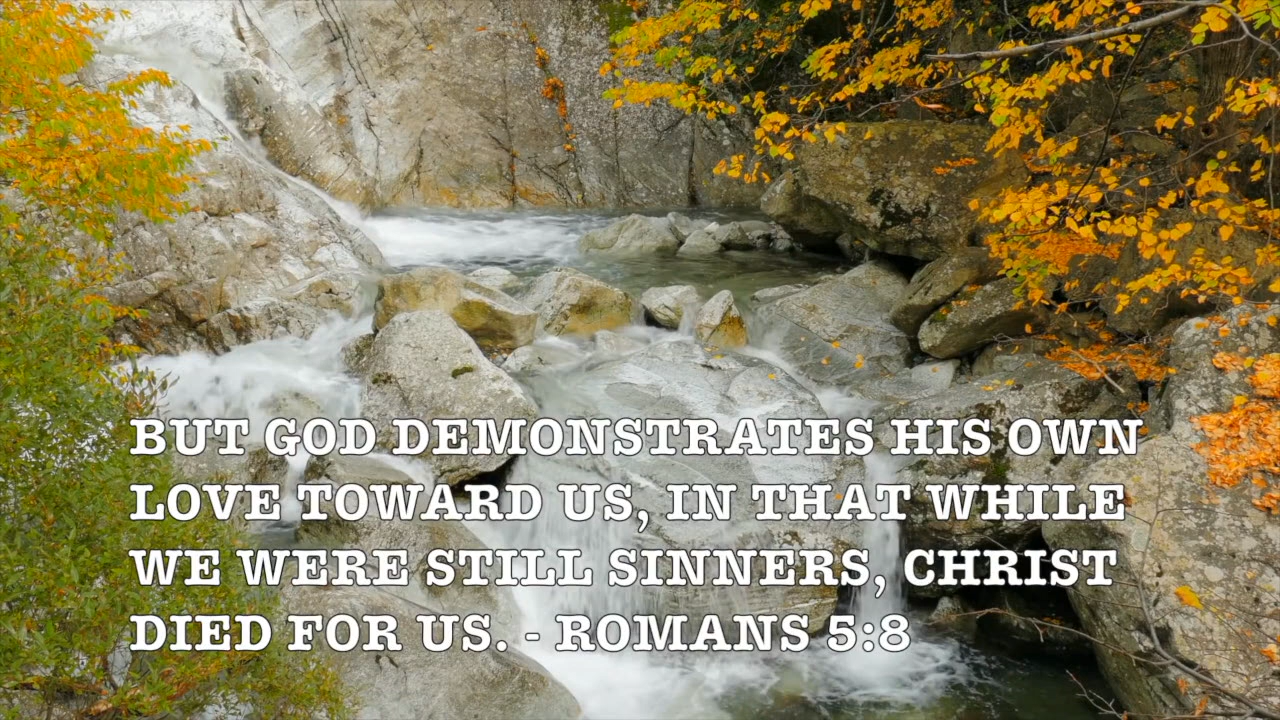 BUT GOD DEMONSTRATES HIS OWN
LOVE TOWARD US, IN THAT WHILE
WE WERE STILL SINNERS, CHRIST
DIED FOR US. - ROMANS 5:8